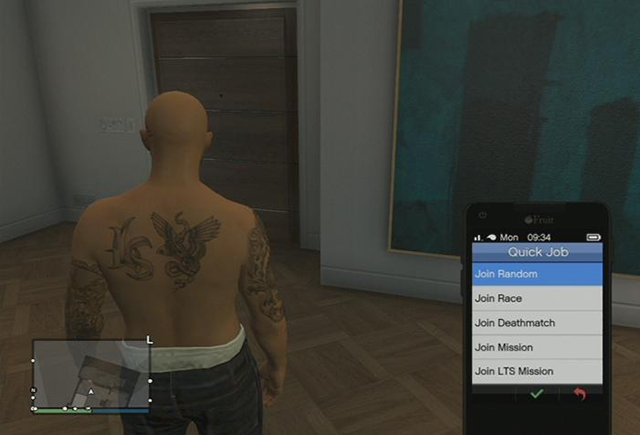 LS
L
Fruit
Mon 09:34
Quick Job
Join Random
Join Race
Join Deathmatch
Join Mission
Join LTS Mission